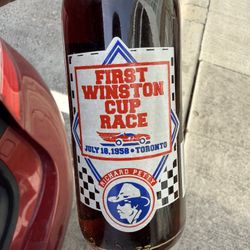 FIRST
WINSTON
CUP
RACE
JULY 18, 1958 • TORONTO
RICHARD PETTY